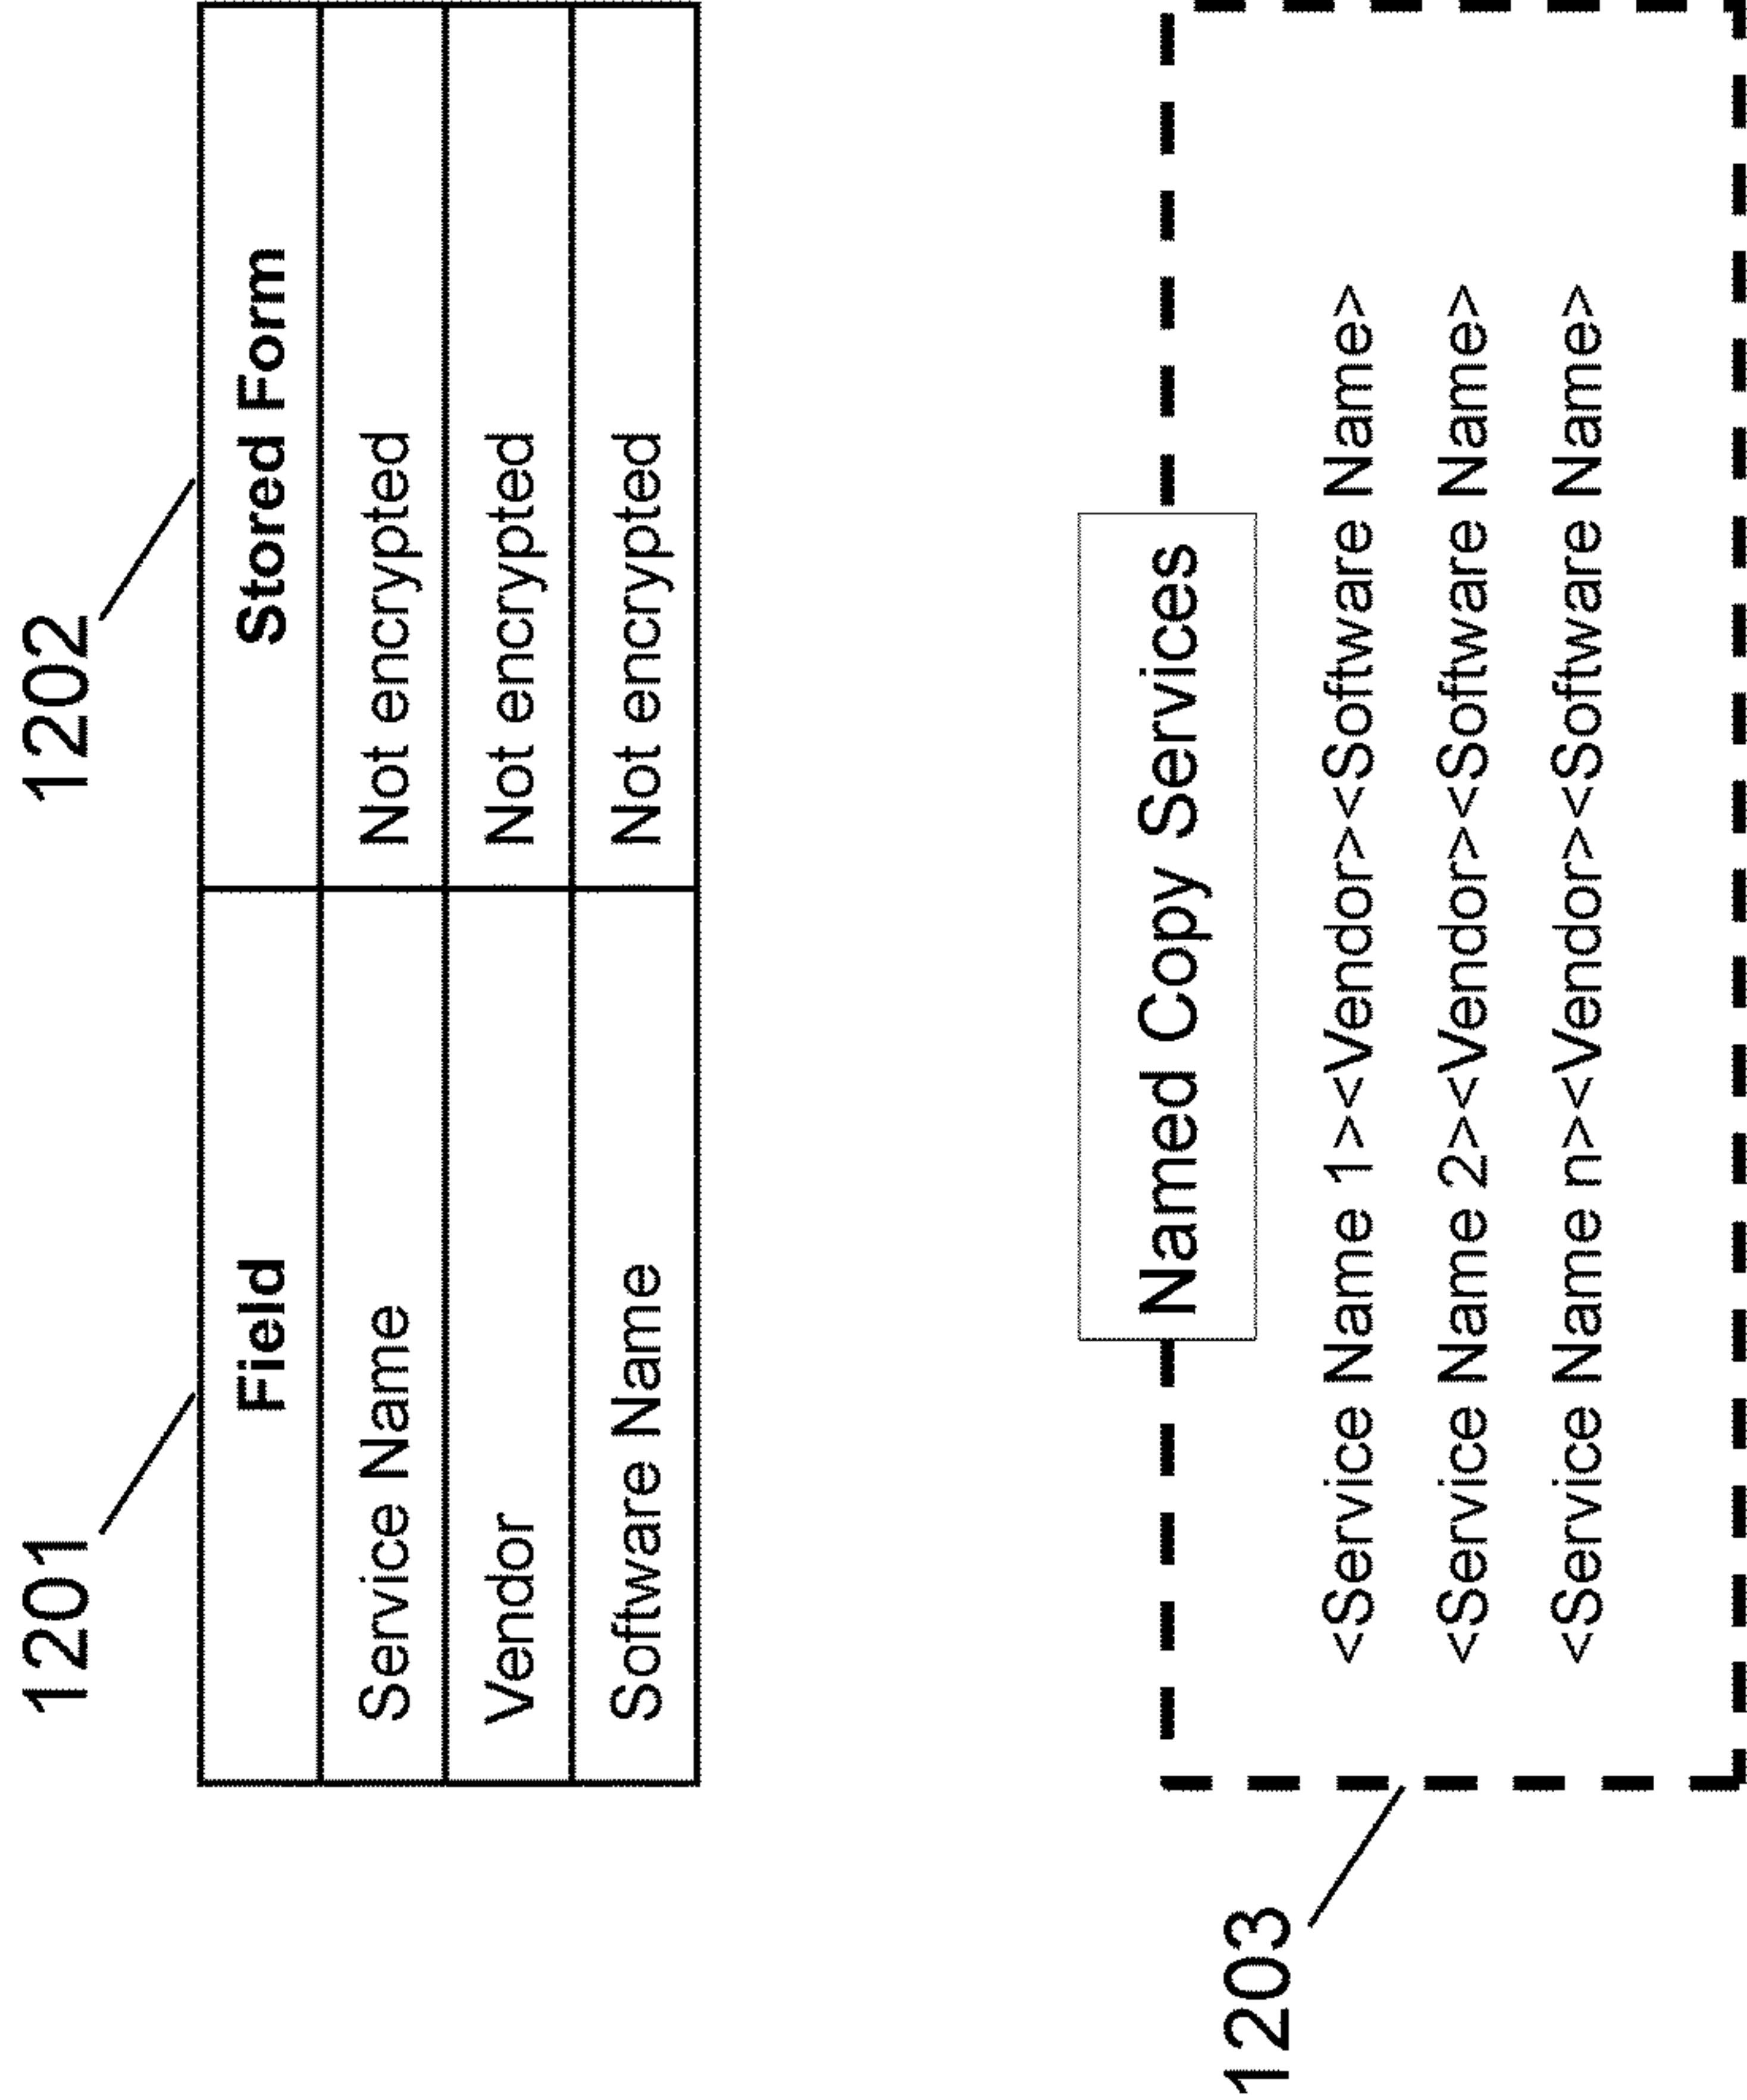 1201 1202
Field Stored Form
Service Name Not encrypted
Vendor Not encrypted
Software Name Not encrypted
1203
Named Copy Services
<Service Name 1><Vendor><Software Name>
<Service Name 2><Vendor><Software Name>
<Service Name n><Vendor><Software Name>